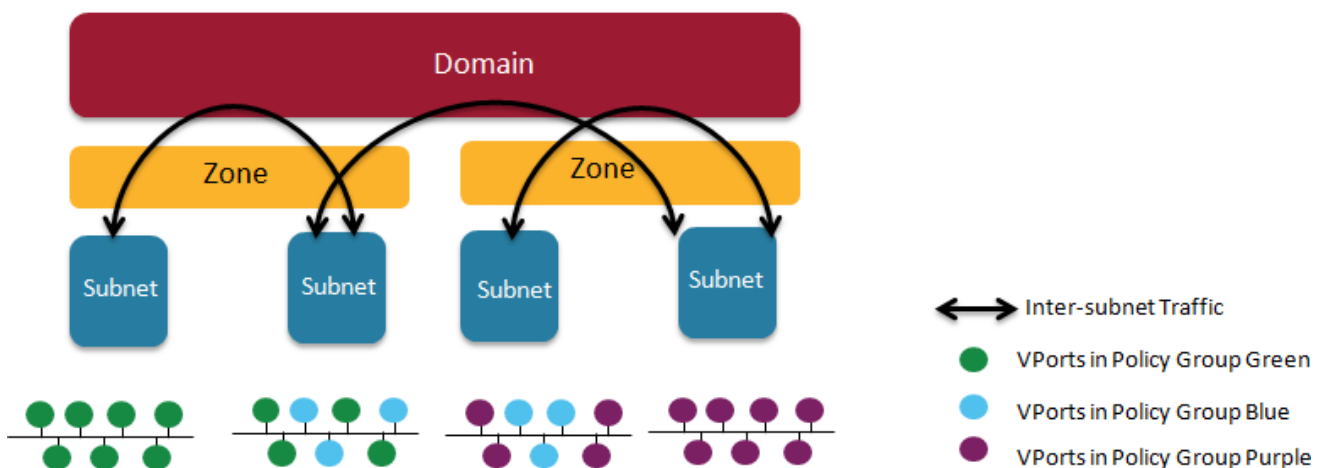 Domain
Zone
Zone
Subnet
Subnet
Subnet
Subnet
Inter-subnet Traffic
VPorts in Policy Group Green
VPorts in Policy Group Blue
VPorts in Policy Group Purple